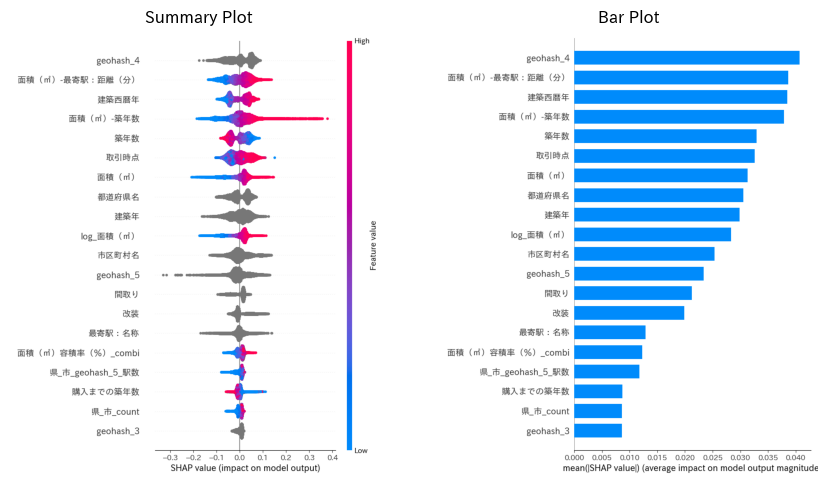 Summary Plot
geohash_4
面積（㎡）-最寄駅：距離（分）
建築西暦年
面積（㎡）-築年数
築年数
取引時点
面積（㎡）
都道府県名
建築年
log_面積（㎡）
市区町村名
geohash_5
間取り
改装
最寄駅：名称
面積（㎡）容積率（％）_combi
県_市_geohash_5_駅数
購入までの築年数
県_市_count
geohash_3
−0.3 −0.2 −0.1 0.0 0.1 0.2 0.3 0.4
SHAP value (impact on model output)
High
Feature value
Low
Bar Plot
geohash_4
面積（㎡）-最寄駅：距離（分）
建築西暦年
面積（㎡）-築年数
築年数
取引時点
面積（㎡）
都道府県名
建築年
log_面積（㎡）
市区町村名
geohash_5
間取り
改装
最寄駅：名称
面積（㎡）容積率（％）_combi
県_市_geohash_5_駅数
購入までの築年数
県_市_count
geohash_3
0.000 0.005 0.010 0.015 0.020 0.025 0.030 0.035 0.040
mean(|SHAP value|) (average impact on model output magnitude